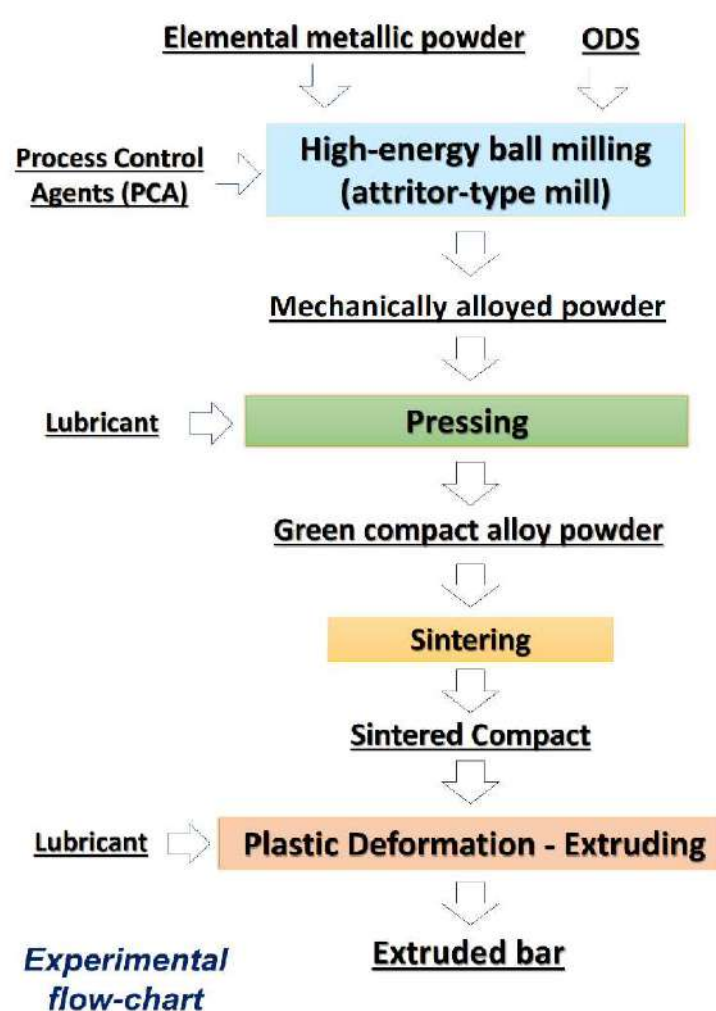 Elemental metallic powder
ODS
Process Control
Agents (PCA)
High-energy ball milling
(attritor-type mill)
Mechanically alloyed powder
Lubricant
Pressing
Green compact alloy powder
Sintering
Sintered Compact
Lubricant
Plastic Deformation - Extruding
Extruded bar
Experimental
flow-chart